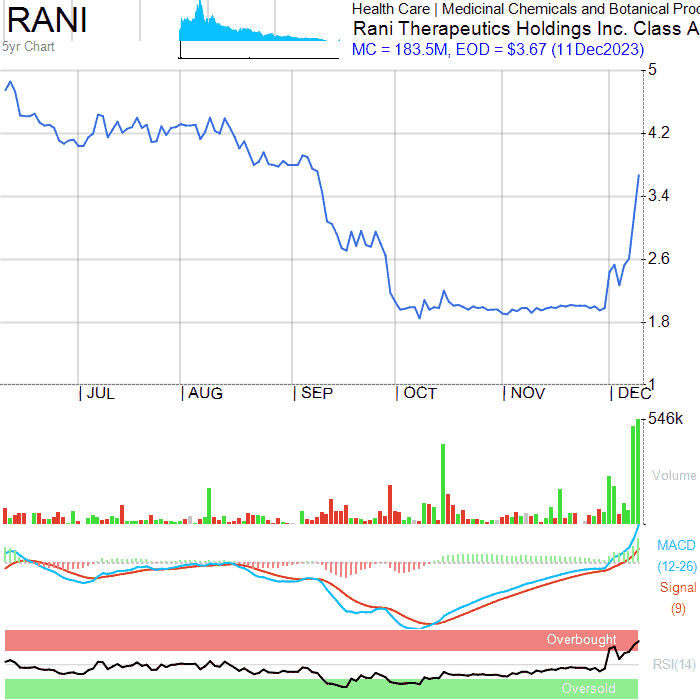 RANI
5yr Chart
Health Care | Medicinal Chemicals and Botanical Pro
Rani Therapeutics Holdings Inc. Class A
MC = 183.5M, EOD = $3.67 (11Dec2023)
5
4.2
3.4
2.6
1.8
1
JUL
AUG
SEP
OCT
NOV
DEC
546k
Volume
MACD
(12-26)
Signal
(9)
Overbought
RSI(14)
Oversold